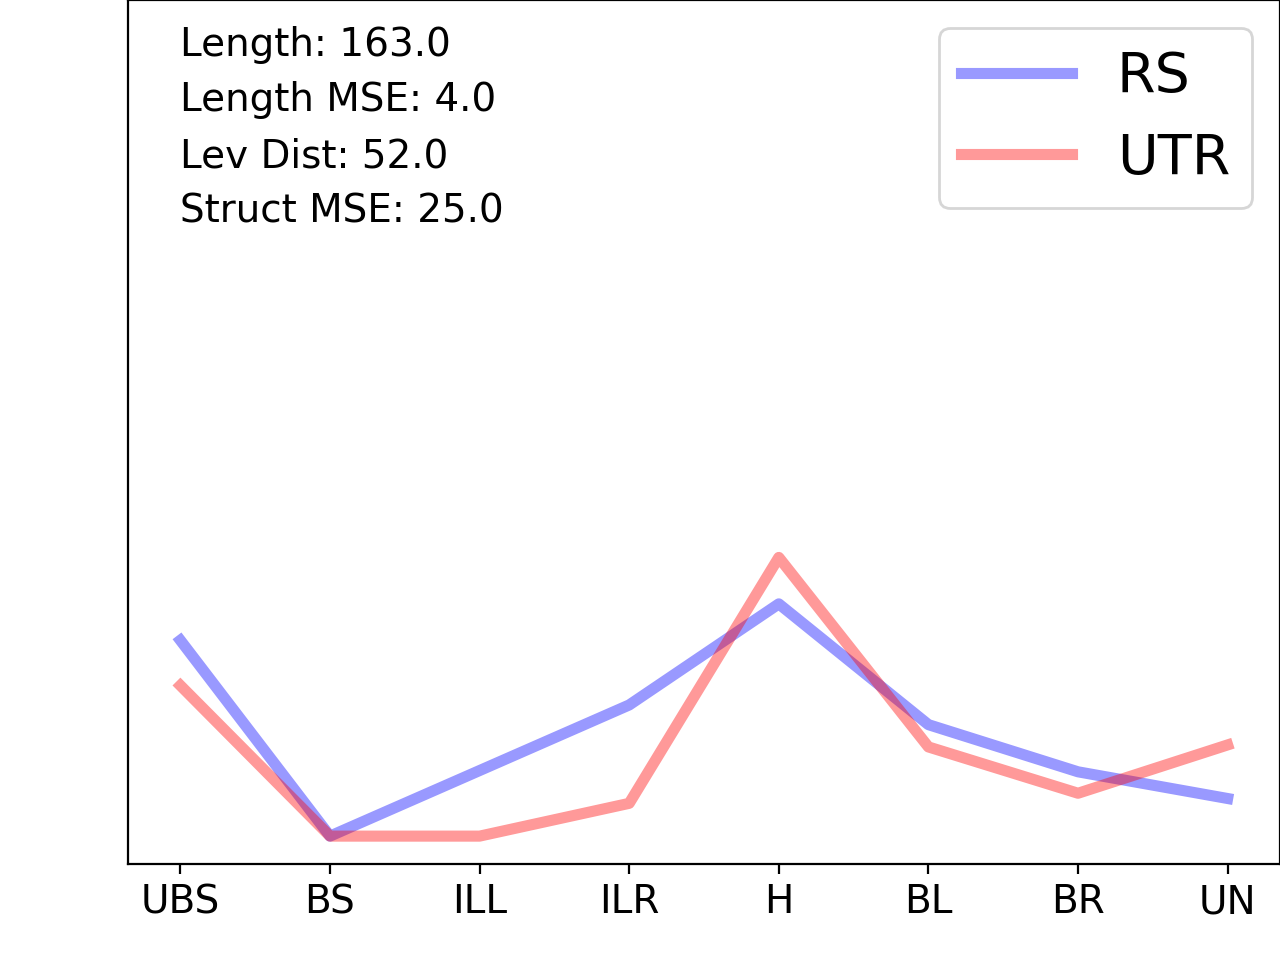 Length: 163.0
Length MSE: 4.0
Lev Dist: 52.0
Struct MSE: 25.0
RS
UTR
UBS BS ILL ILR H BL BR UN